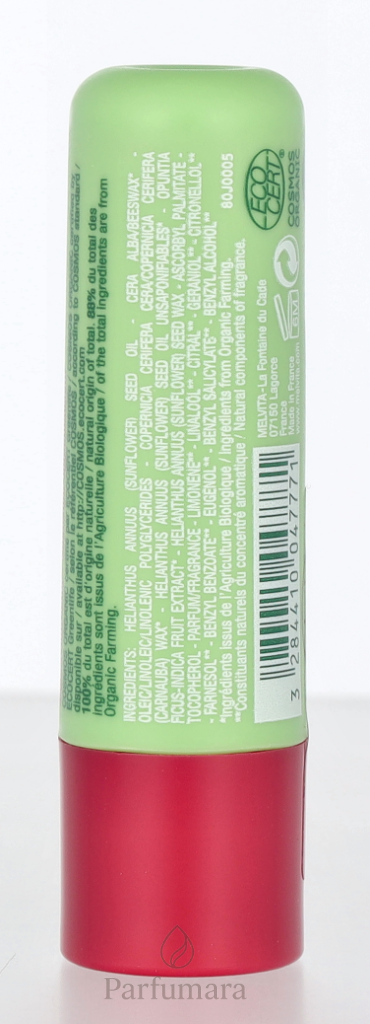 ECOCERT Greenlife / selon le référentiel COSMOS / according to COSMOS standard /
disponible sur / available at http://COSMOS.ecocert.com
100% du total est d'origine naturelle / natural origin of total. 88% du total des
ingrédients sont issus de l'Agriculture Biologique / of the total ingredients are from
Organic Farming.
INGREDIENTS: HELIANTHUS ANNUUS (SUNFLOWER) SEED OIL - CERA ALBA/BEESWAX* -
OLEIC/LINOLEIC/LINOLENIC POLYGLYCERIDES - COPERNICIA CERIFERA CERA/COPERNICIA CERIFERA
(CARNAUBA) WAX* - HELIANTHUS ANNUUS (SUNFLOWER) SEED OIL UNSAPONIFIABLES* - OPUNTIA
FICUS-INDICA FRUIT EXTRACT* - HELIANTHUS ANNUUS (SUNFLOWER) SEED WAX - ASCORBYL PALMITATE -
TOCOPHEROL - PARFUM/FRAGRANCE - LIMONENE** - LINALOOL** - CITRAL** - GERANIOL** - CITRONELLOL**
- FARNESOL** - BENZYL BENZOATE** - EUGENOL** - BENZYL SALICYLATE** - BENZYL ALCOHOL**
*Ingrédients issus de l'Agriculture Biologique / Ingredients from Organic Farming.
**Constituants naturels du concentré aromatique / Natural components of fragrance.
80J0005
ECO
CERT®
COSMOS
ORGANIC
6M
MELVITA-La Fontaine du Cade
07150 Lagorce
France
Made in France
www.melvita.com
3 284410 047771
Parfumara